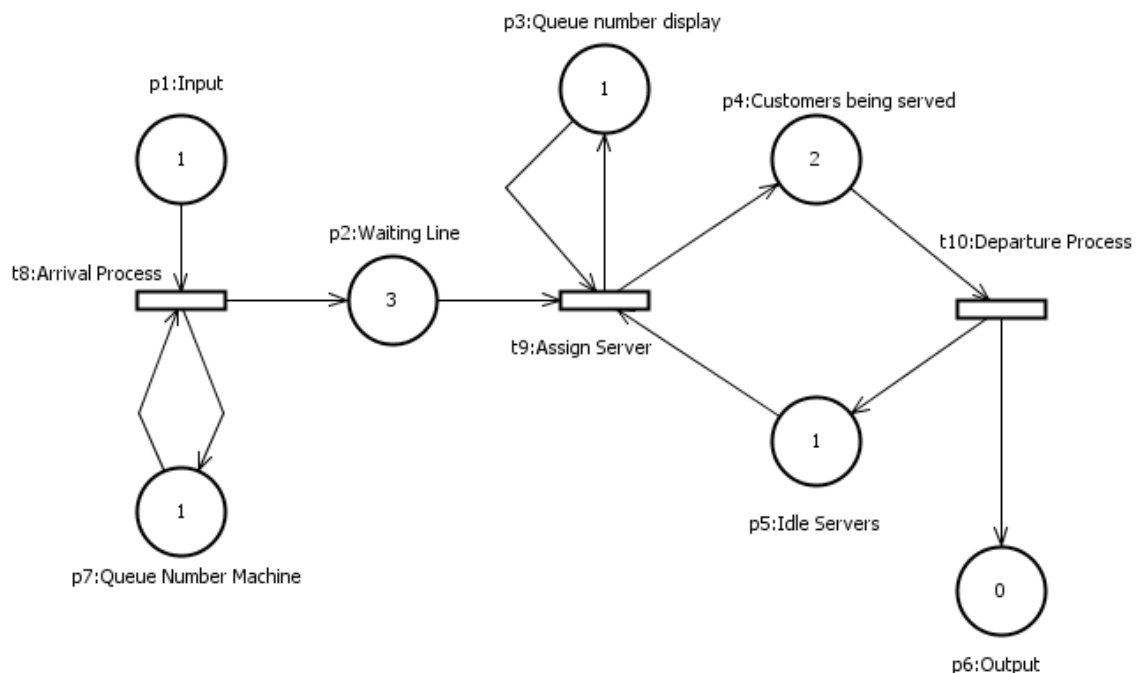 p3:Queue number display
1
p1:Input
1
p4:Customers being served
2
p2:Waiting Line
3
t8:Arrival Process
t10:Departure Process
t9:Assign Server
1
p5:Idle Servers
1
p7:Queue Number Machine
0
p6:Output